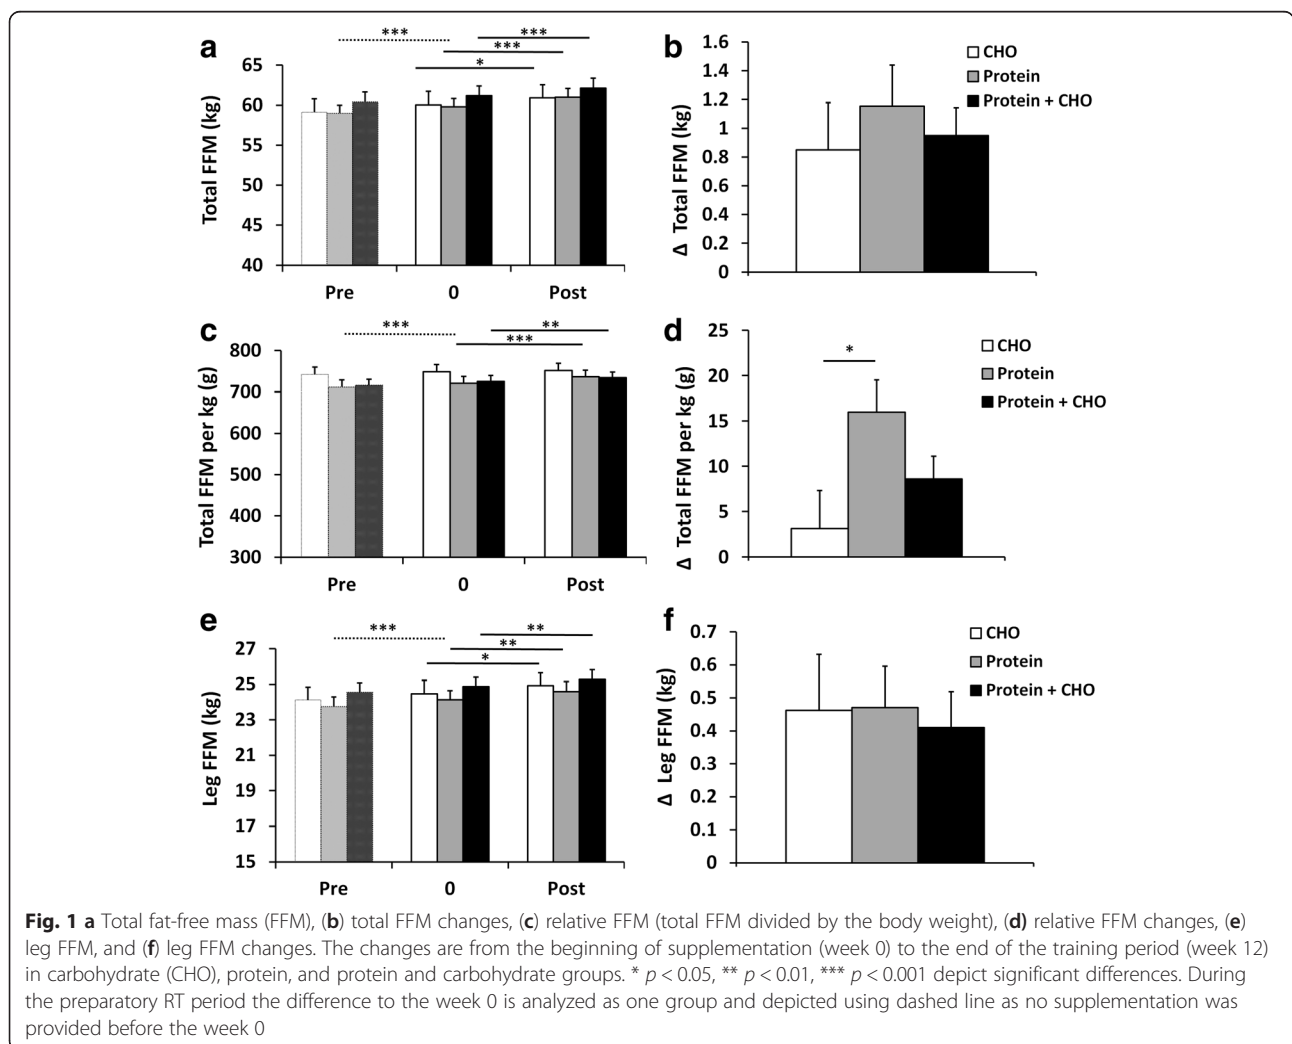 a
*** ***
***
*
Total FFM (kg)
65
60
55
50
45
40
Pre 0 Post
b
Δ Total FFM (kg)
1.6
1.4
1.2
1
0.8
0.6
0.4
0.2
0
CHO
Protein
Protein + CHO
c
*** **
***
Total FFM per kg (g)
800
700
600
500
400
300
Pre 0 Post
d
Δ Total FFM per kg (g)
25
20
15
10
5
0
*
CHO
Protein
Protein + CHO
e
*** **
**
*
Leg FFM (kg)
27
25
23
21
19
17
15
Pre 0 Post
f
Δ Leg FFM (kg)
0.7
0.6
0.5
0.4
0.3
0.2
0.1
0
CHO
Protein
Protein + CHO
Fig. 1 a Total fat-free mass (FFM), (b) total FFM changes, (c) relative FFM (total FFM divided by the body weight), (d) relative FFM changes, (e)
leg FFM, and (f) leg FFM changes. The changes are from the beginning of supplementation (week 0) to the end of the training period (week 12)
in carbohydrate (CHO), protein, and protein and carbohydrate groups. * p < 0.05, ** p < 0.01, *** p < 0.001 depict significant differences. During
the preparatory RT period the difference to the week 0 is analyzed as one group and depicted using dashed line as no supplementation was
provided before the week 0